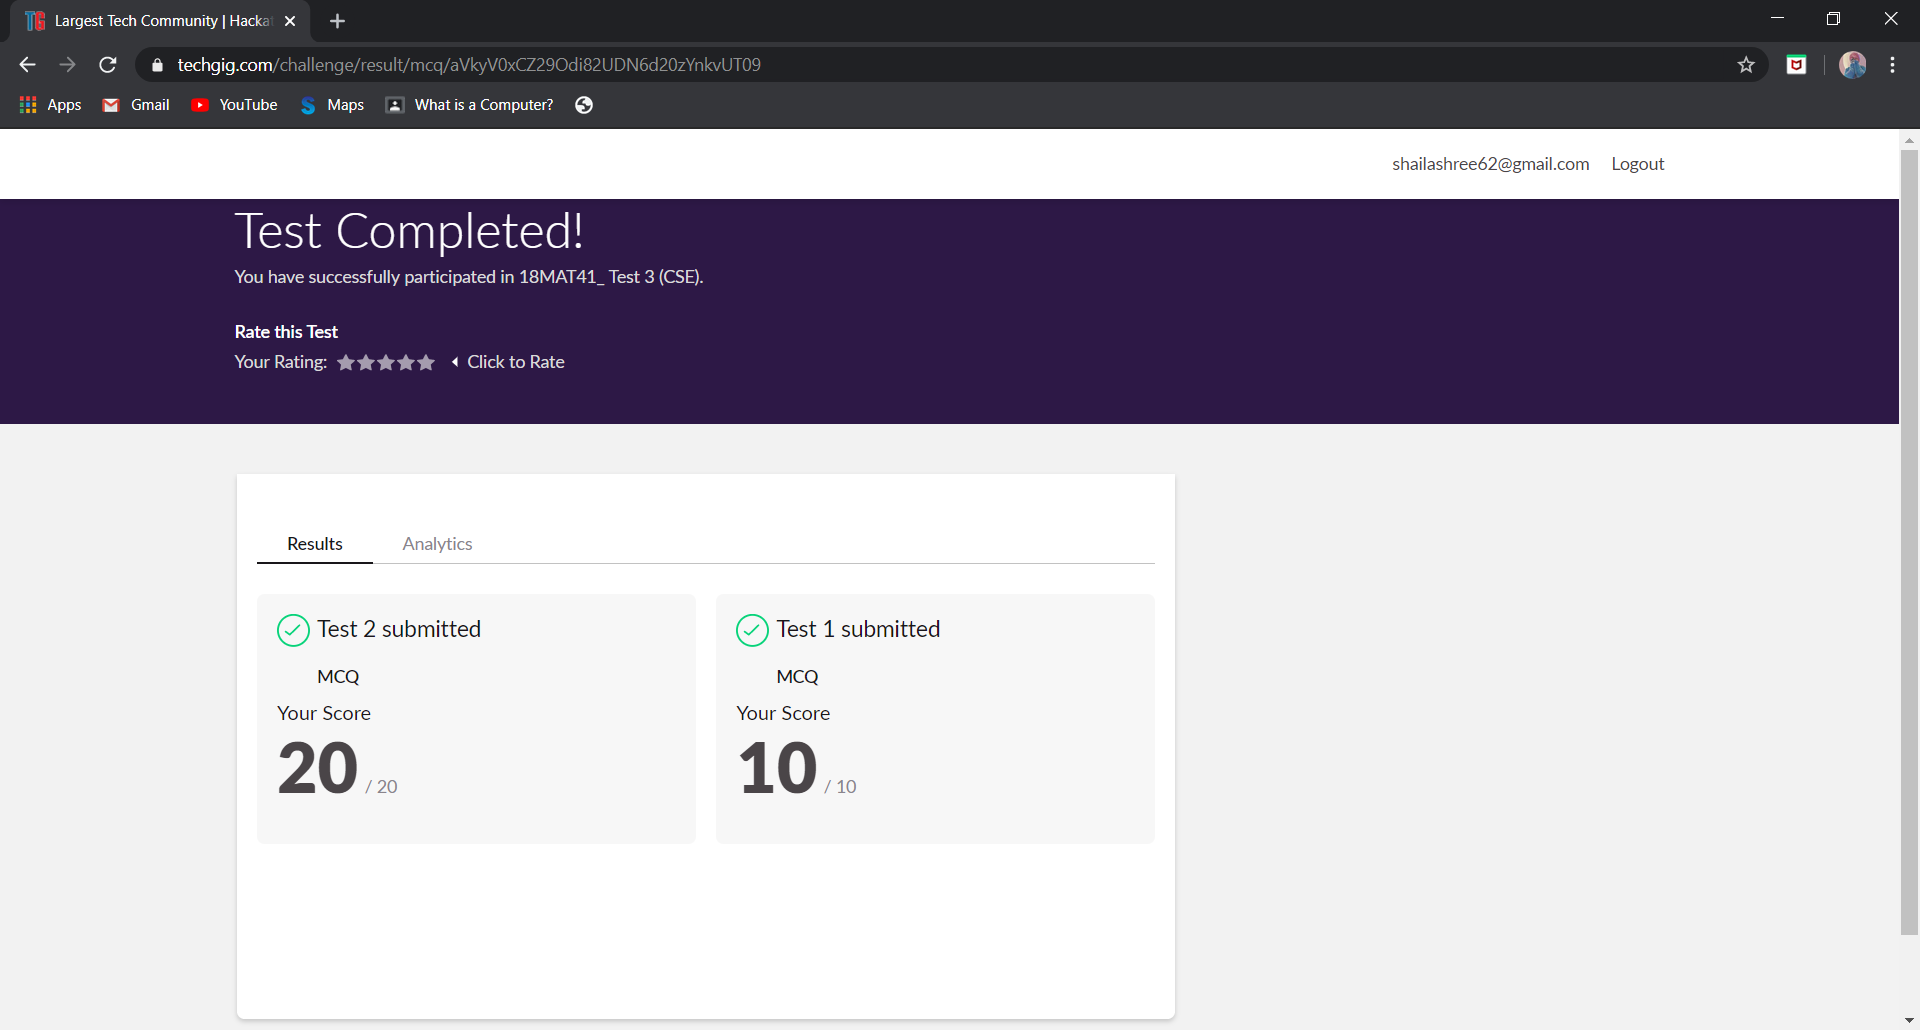 TG Largest Tech Community | Hacka
techgig.com/challenge/result/mcq/aVkyV0xCZ29Odi82UDN6d20zYnkvUT09
Apps Gmail YouTube Maps What is a Computer?
shailashree62@gmail.com Logout
Test Completed!
You have successfully participated in 18MAT41_ Test 3 (CSE).
Rate this Test
Your Rating: Click to Rate
Results Analytics
Test 2 submitted
MCQ
Your Score
20 / 20
Test 1 submitted
MCQ
Your Score
10 / 10